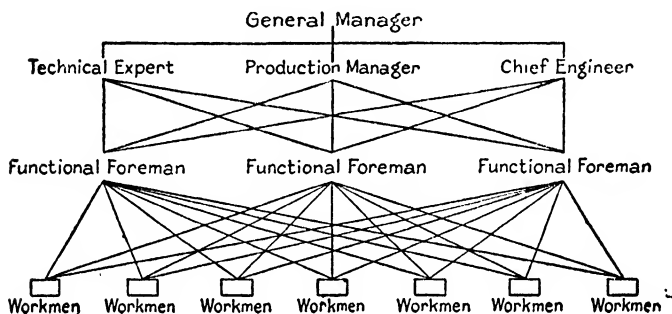 General Manager
Technical Expert Production Manager Chief Engineer
Functional Foreman Functional Foreman Functional Foreman
Workmen Workmen Workmen Workmen Workmen Workmen Workmen